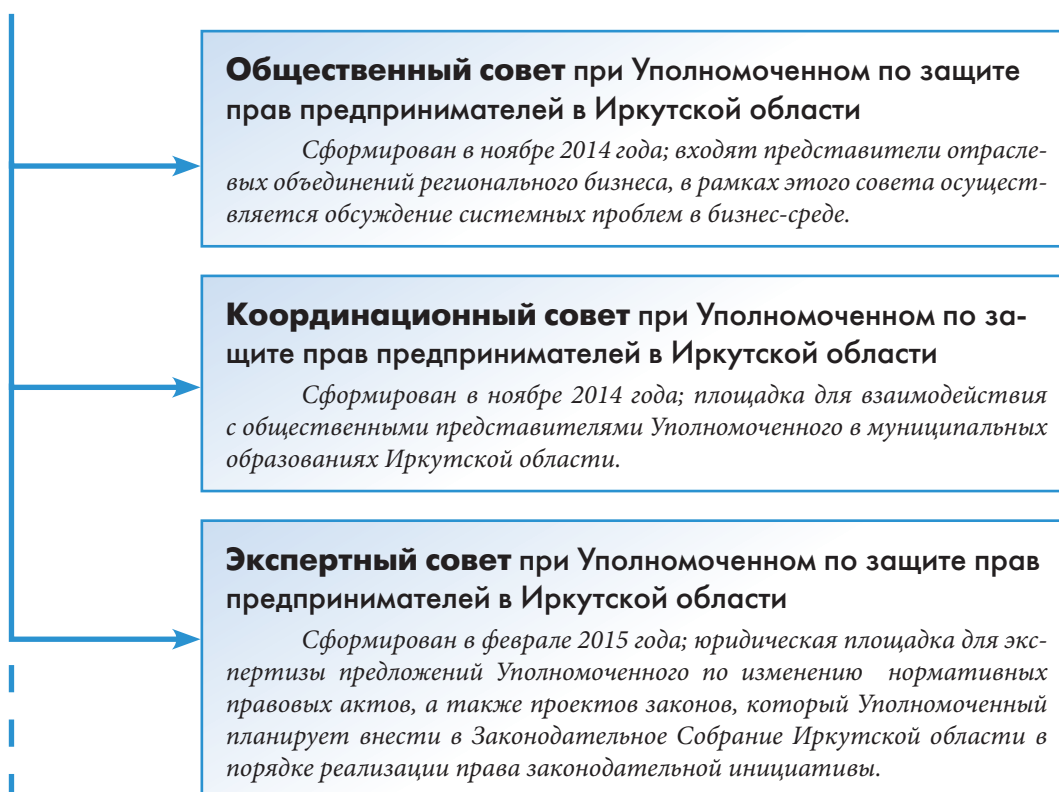 Общественный совет при Уполномоченном по защите
прав предпринимателей в Иркутской области
Сформирован в ноябре 2014 года; входят представители отрасле-
вых объединений регионального бизнеса, в рамках этого совета осущест-
вляется обсуждение системных проблем в бизнес-среде.
Координационный совет при Уполномоченном по за-
щите прав предпринимателей в Иркутской области
Сформирован в ноябре 2014 года; площадка для взаимодействия
с общественными представителями Уполномоченного в муниципальных
образованиях Иркутской области.
Экспертный совет при Уполномоченном по защите прав
предпринимателей в Иркутской области
Сформирован в феврале 2015 года; юридическая площадка для экс-
пертизы предложений Уполномоченного по изменению нормативных
правовых актов, а также проектов законов, который Уполномоченный
планирует внести в Законодательное Собрание Иркутской области в
порядке реализации права законодательной инициативы.